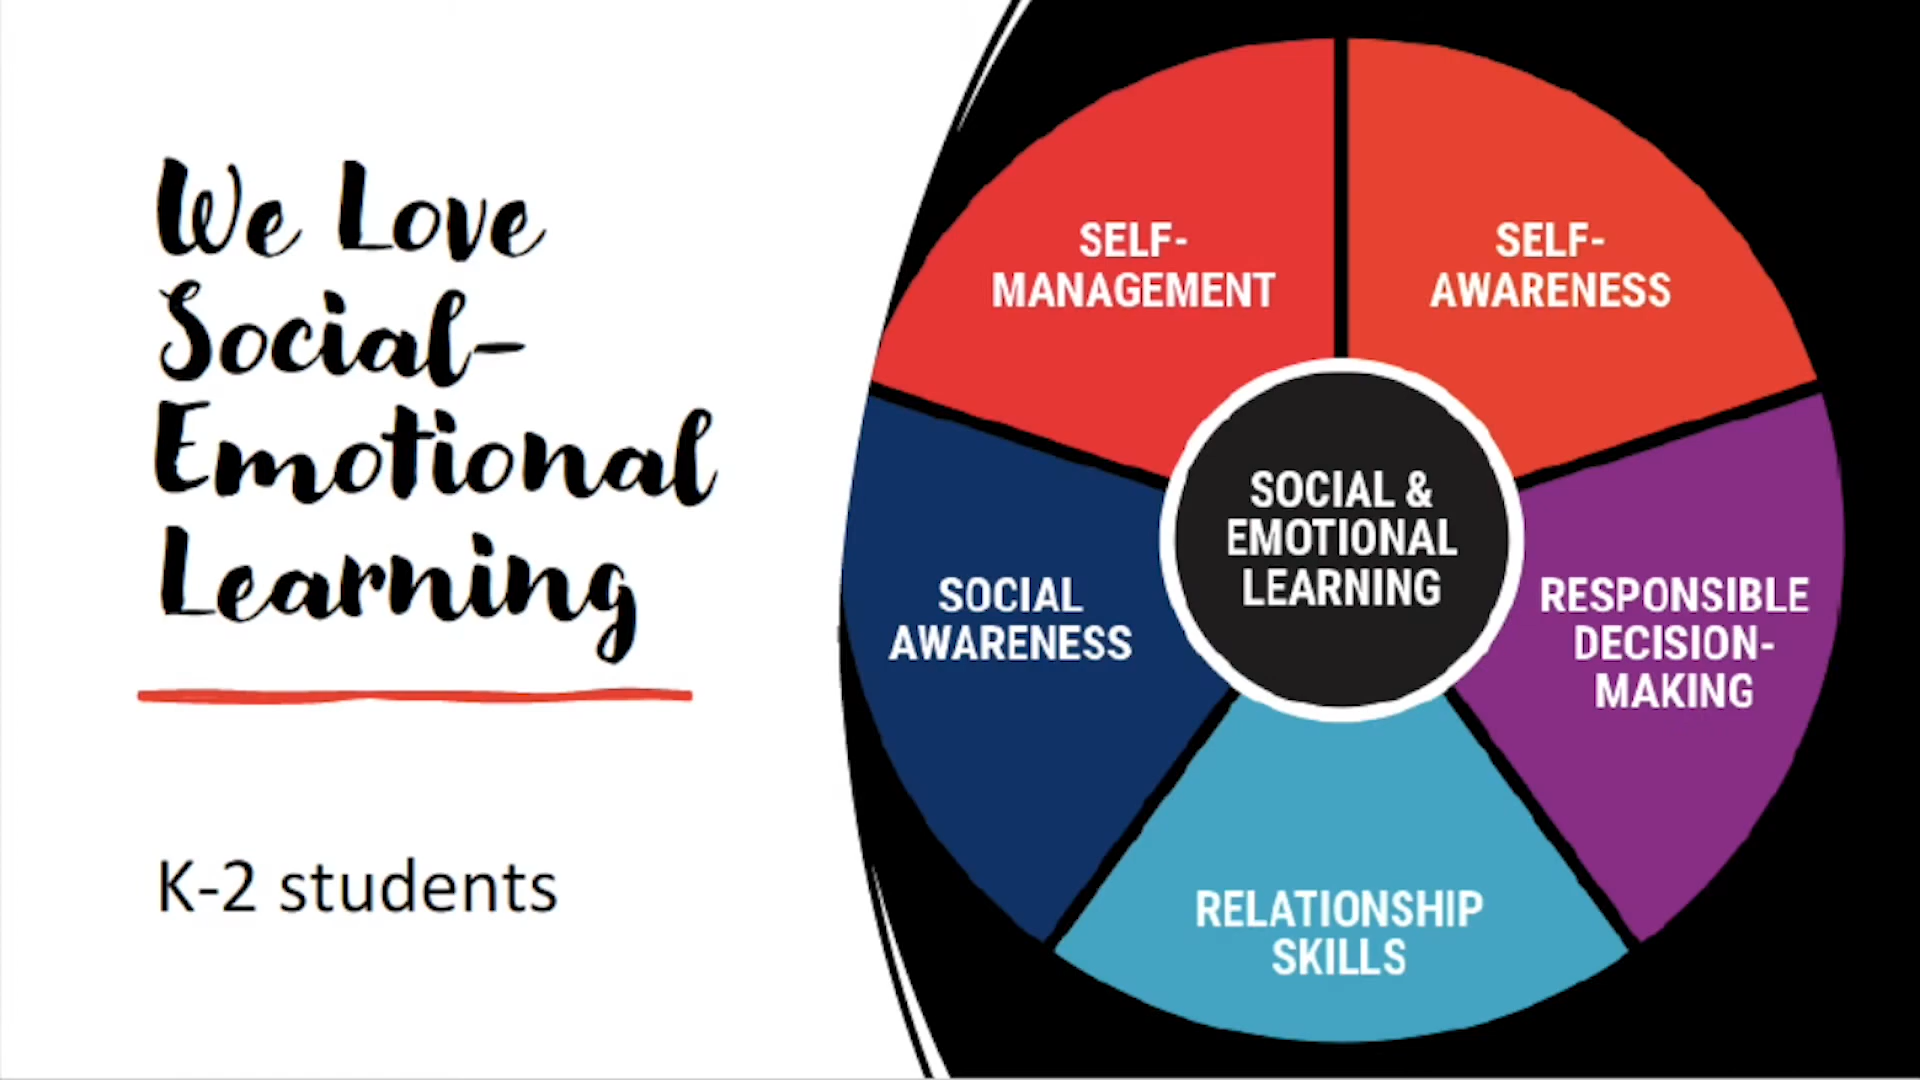 We Love
Social-
Emotional
Learning
K-2 students
SELF-
MANAGEMENT
SELF-
AWARENESS
SOCIAL &
EMOTIONAL
LEARNING
SOCIAL
AWARENESS
RESPONSIBLE
DECISION-
MAKING
RELATIONSHIP
SKILLS